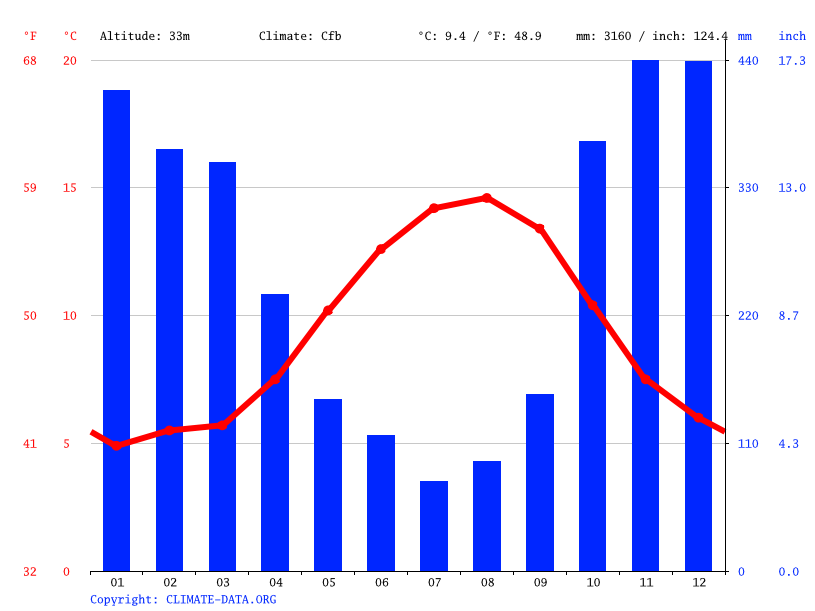 °F °C Altitude: 33m Climate: Cfb °C: 9.4 / °F: 48.9 mm: 3160 / inch: 124.4 mm inch
68 20 440 17.3
59 15 330 13.0
50 10 220 8.7
41 5 110 4.3
32 0 0 0.0
01 02 03 04 05 06 07 08 09 10 11 12
Copyright: CLIMATE-DATA.ORG